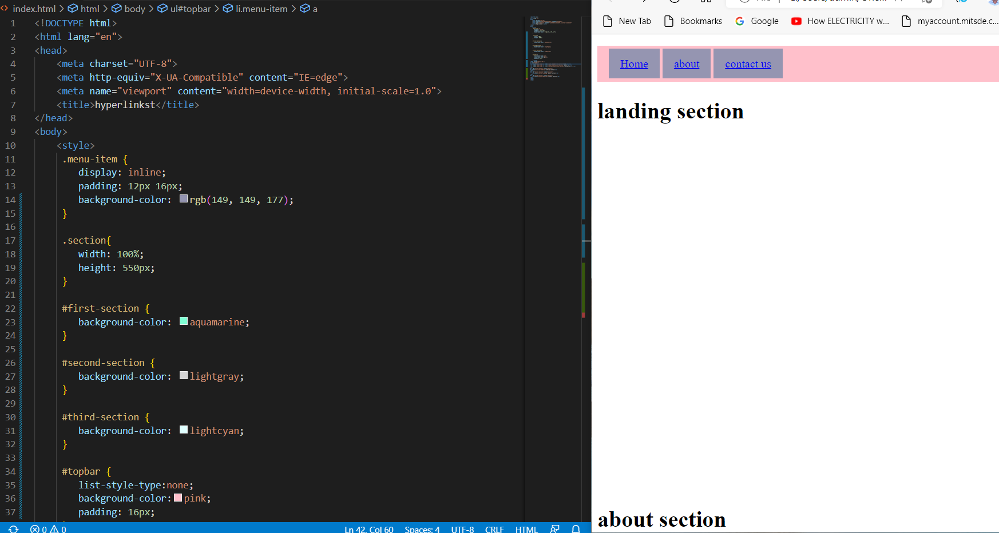 index.html > html > body > ul#topbar > li.menu-item > a
1 <!DOCTYPE html>
2 <html lang="en">
3 <head>
4 <meta charset="UTF-8">
5 <meta http-equiv="X-UA-Compatible" content="IE=edge">
6 <meta name="viewport" content="width=device-width, initial-scale=1.0">
7 <title>hyperlinkst</title>
8 </head>
9 <body>
10 <style>
11 .menu-item {
12 display: inline;
13 padding: 12px 16px;
14 background-color: rgb(149, 149, 177);
15 }
16
17 .section{
18 width: 100%;
19 height: 550px;
20 }
21
22 #first-section {
23 background-color: aquamarine;
24 }
25
26 #second-section {
27 background-color: lightgray;
28 }
29
30 #third-section {
31 background-color: lightcyan;
32 }
33
34 #topbar {
35 list-style-type:none;
36 background-color: pink;
37 padding: 16px;
0 0 Ln 42, Col 60 Spaces: 4 UTF-8 CRLF HTML
New Tab Bookmarks Google How ELECTRICITY w... myaccount.mitsde.c...
Home about contact us
landing section
about section